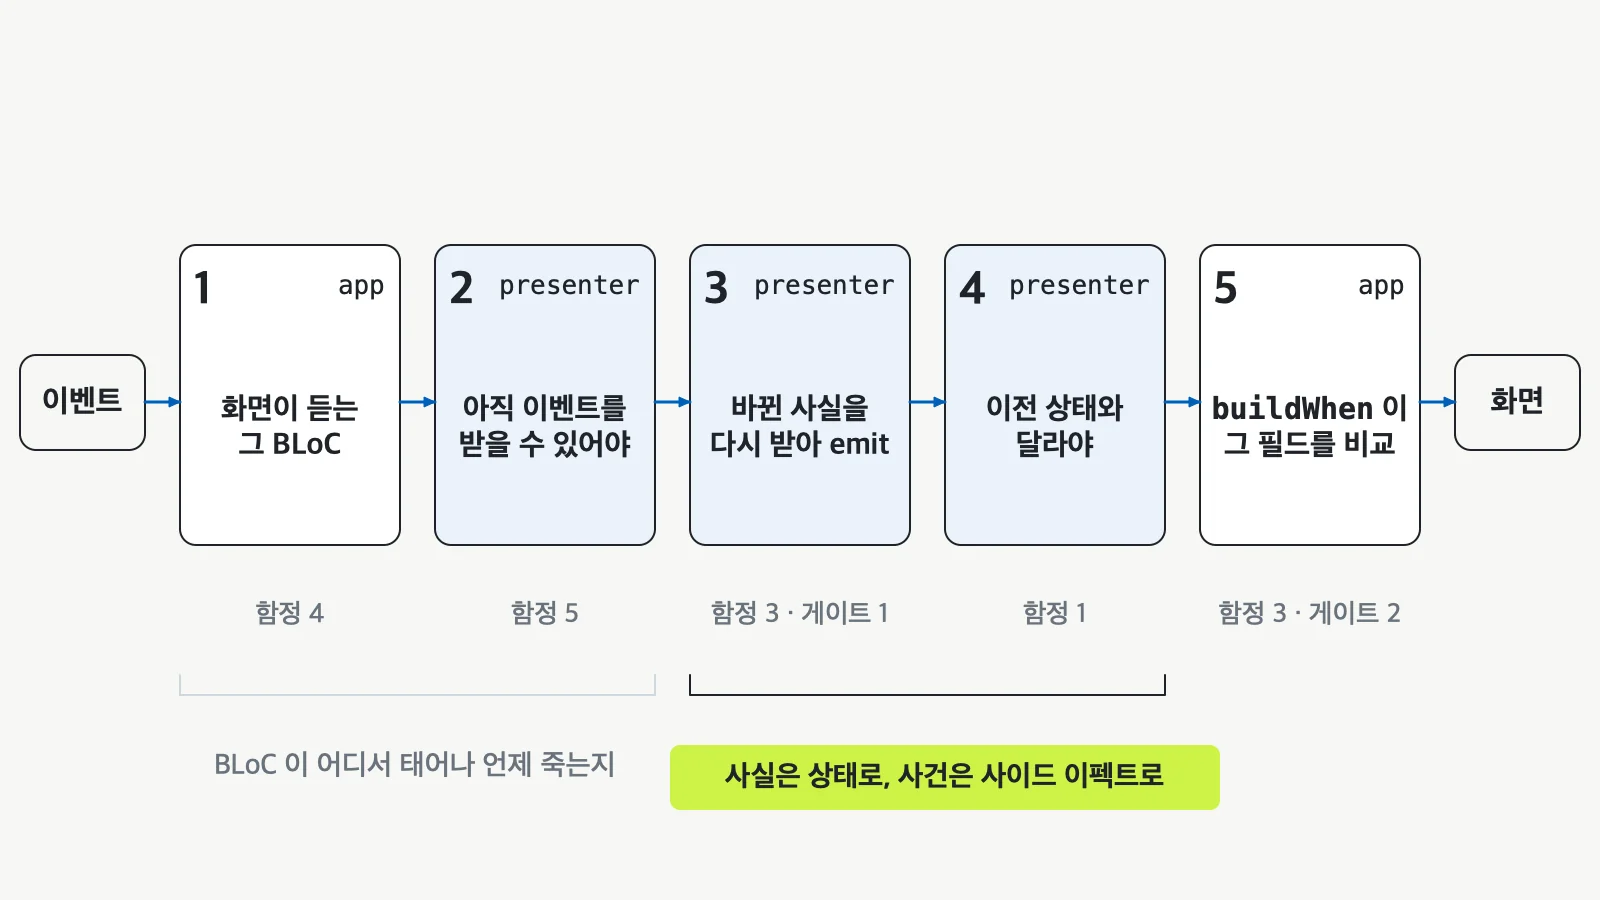 이벤트
1 app
화면이 듣는
그 BLoC
2 presenter
아직 이벤트를
받을 수 있어야
3 presenter
바뀐 사실을
다시 받아 emit
4 presenter
이전 상태와
달라야
5 app
buildWhen 이
그 필드를 비교
화면
함정 4
함정 5
함정 3 · 게이트 1
함정 1
함정 3 · 게이트 2
BLoC 이 어디서 태어나 언제 죽는지
사실은 상태로, 사건은 사이드 이펙트로